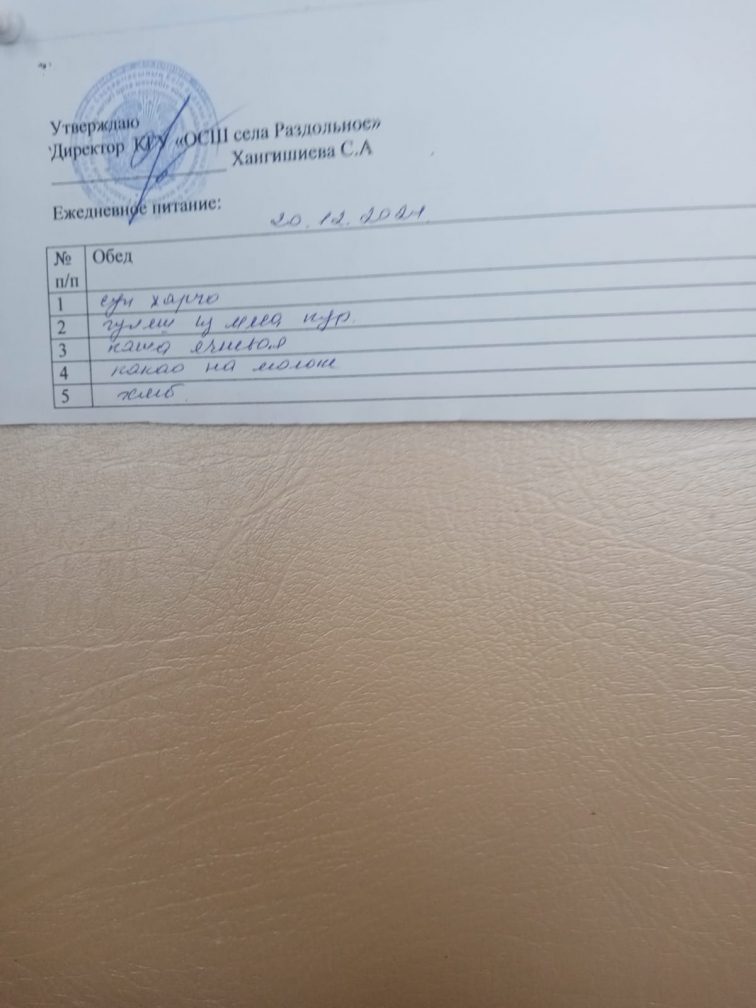 Утверждаю
Директор КГУ «ОСШ села Раздольное»
Хангишиева С.А
Ежедневное питание:
20.12.2021
№ п/п Обед
1 суп харчо
2 гуляш из мяса кур.
3 каша ячневая
4 какао на молоке
5 хлеб